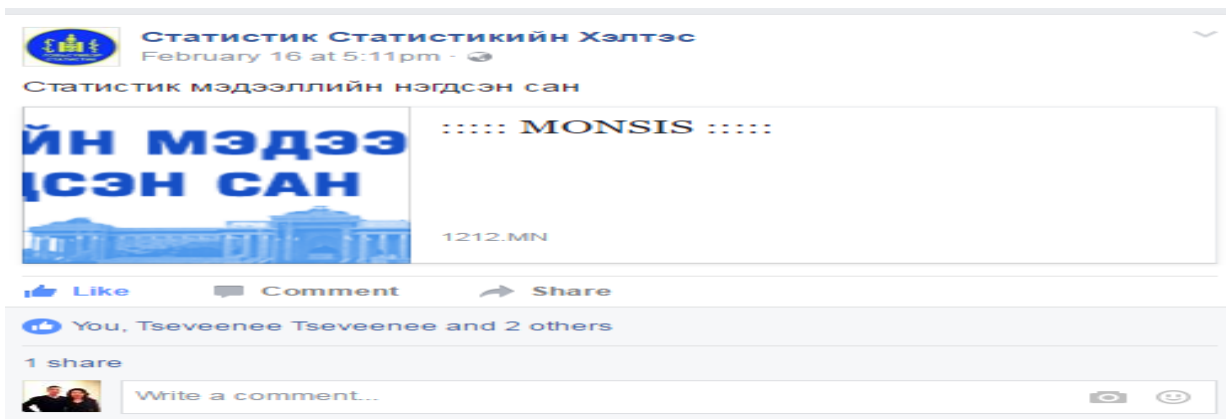 Статистик Статистикийн Хэлтэс
February 16 at 5:11pm ·
Статистик мэдээллийн нэгдсэн сан
ЙН МЭДЭЭ
ДСЭН САН
::::: MONSIS :::::
1212.MN
Like Comment Share
You, Tseveenee Tseveenee and 2 others
1 share
Write a comment...